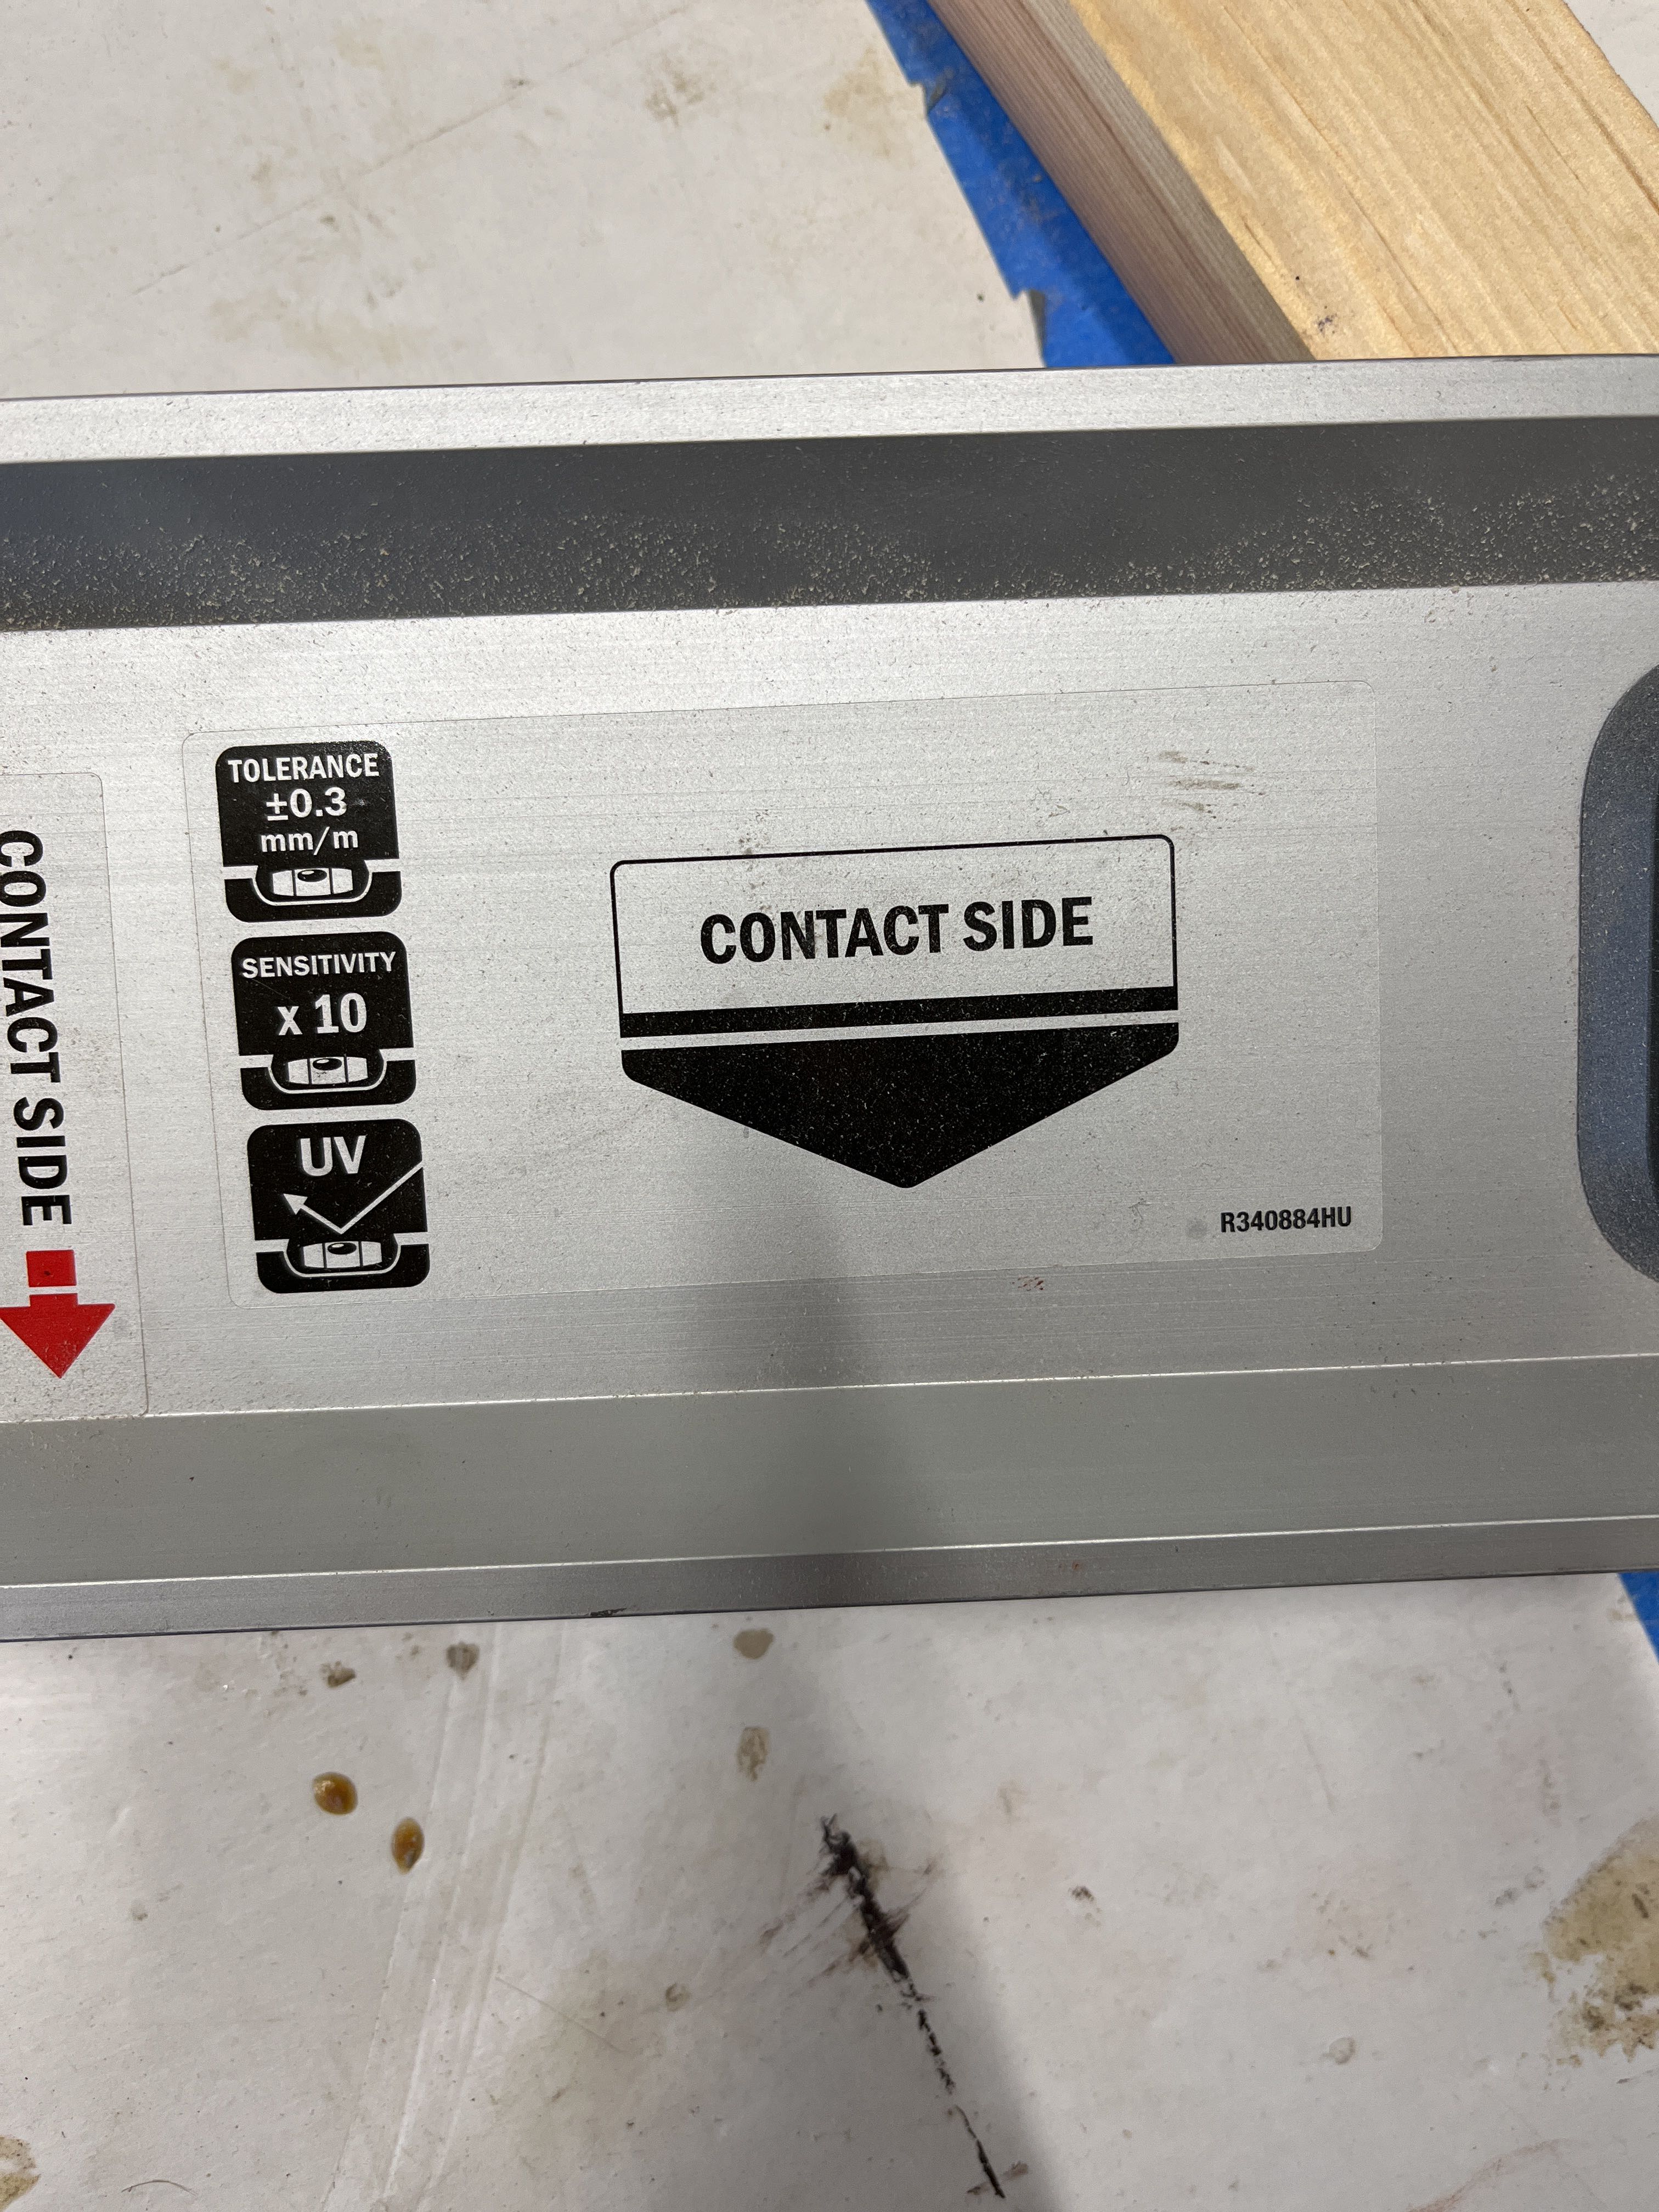 CONTACT SIDE
TOLERANCE
±0.3
mm/m
SENSITIVITY
x 10
UV
CONTACT SIDE
R340884HU